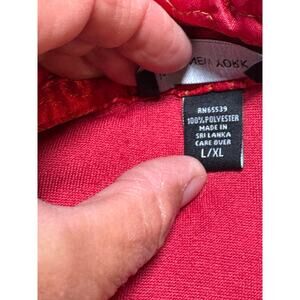 NEW YORK
RN65539
100%POLYESTER
MADE IN
SRI LANKA
CARE OVER
L/XL